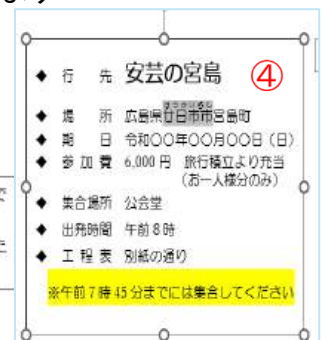 ◆ 行　先 安芸の宮島 ④
◆ 場　所 広島県廿日市市宮島町
◆ 期　日 令和〇〇年〇〇月〇〇日（日）
◆ 参 加 費 6,000円 旅行積立より充当
（お一人様分のみ）
◆ 集合場所 公会堂
◆ 出発時間 午前８時
◆ 工 程 表 別紙の通り
※午前７時45分までには集合してください